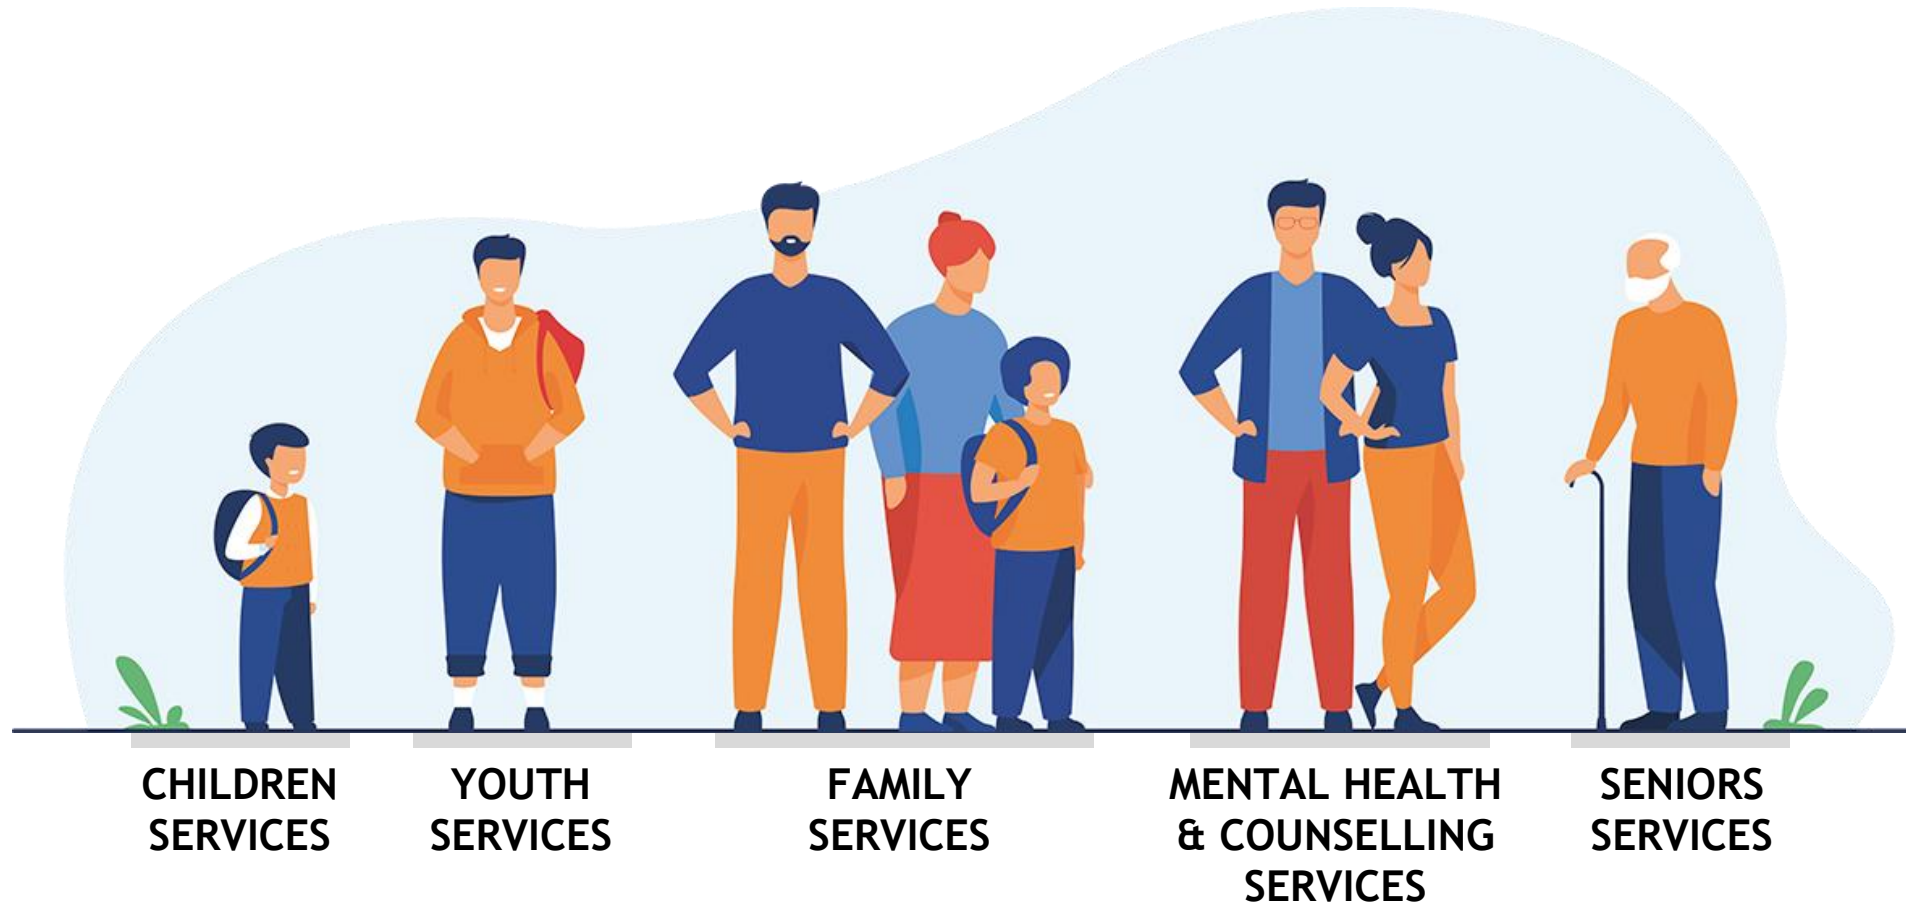 CHILDREN
SERVICES
YOUTH
SERVICES
FAMILY
SERVICES
MENTAL HEALTH
& COUNSELLING
SERVICES
SENIORS
SERVICES